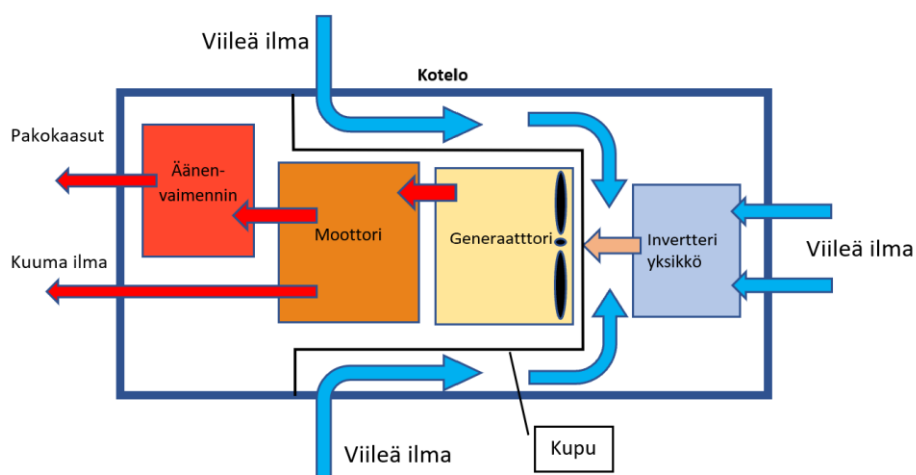 Viileä ilma
Kotelo
Pakokaasut
Äänen-
vaimennin
Moottori
Generaatttori
Invertteri
yksikkö
Viileä ilma
Kuuma ilma
Viileä ilma
Kupu